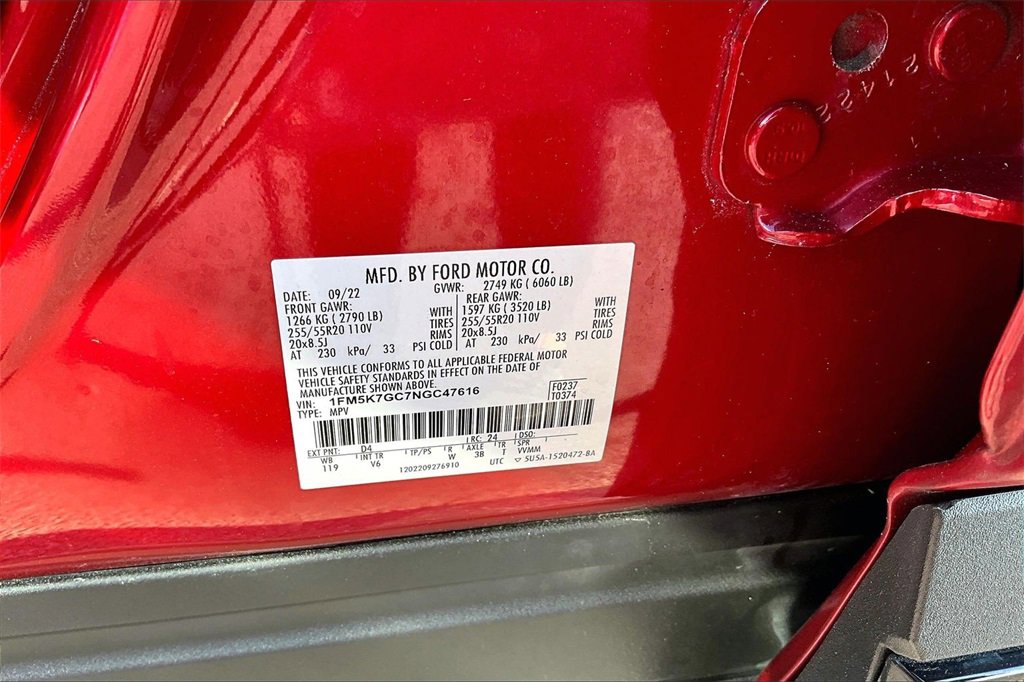 21422
MFD. BY FORD MOTOR CO.
DATE: 09/22 GVWR: 2749 KG ( 6060 LB)
FRONT GAWR: REAR GAWR:
1266 KG ( 2790 LB) WITH 1597 KG ( 3520 LB) WITH
255/55R20 110V TIRES 255/55R20 110V TIRES
20x8.5J RIMS 20x8.5J RIMS
AT 230 kPa/ 33 PSI COLD AT 230 kPa/ 33 PSI COLD
THIS VEHICLE CONFORMS TO ALL APPLICABLE FEDERAL MOTOR
VEHICLE SAFETY STANDARDS IN EFFECT ON THE DATE OF
MANUFACTURE SHOWN ABOVE.
VIN: 1FM5K7GC7NGC47616 F0237
TYPE: MPV T0374
EXT PNT: D4 RC: 24 DSO:
WB INT TR TP/PS R AXLE TR SPR
119 V6 W 3B T VVMM
1202209276910 UTC SUSA-1520472-8A